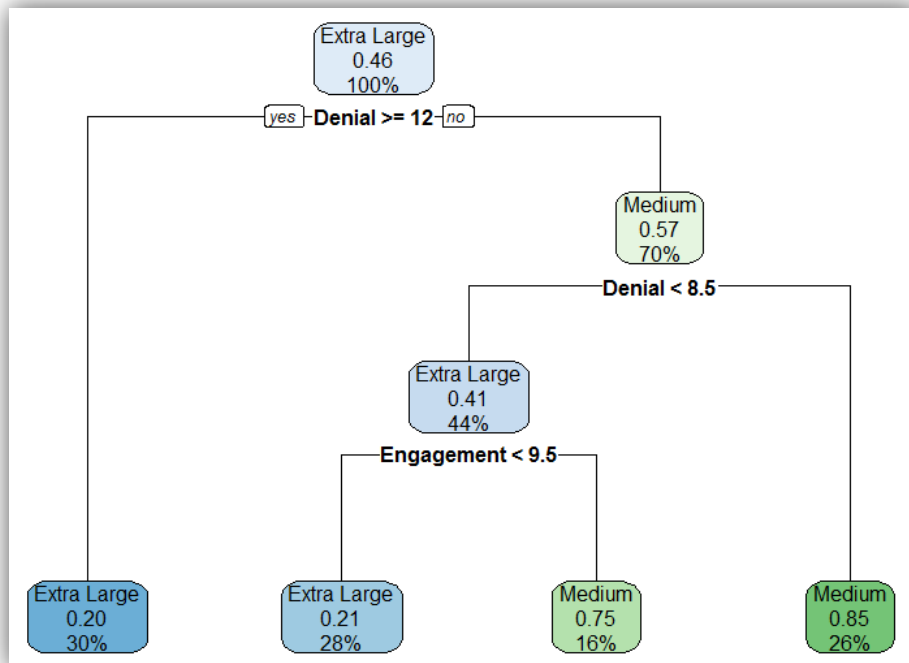 Extra Large
0.46
100%
yes Denial >= 12 no
Medium
0.57
70%
Denial < 8.5
Extra Large
0.41
44%
Engagement < 9.5
Extra Large
0.20
30%
Extra Large
0.21
28%
Medium
0.75
16%
Medium
0.85
26%